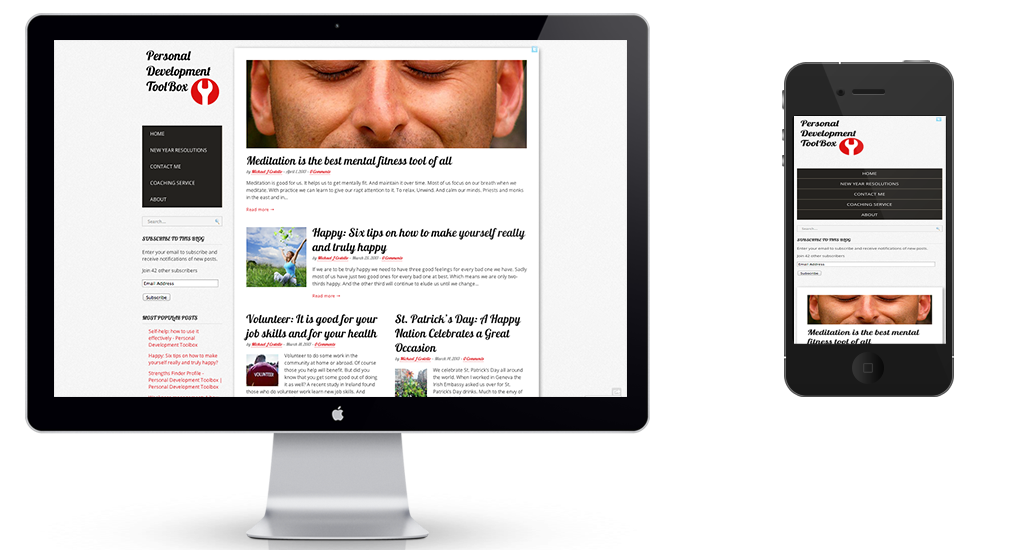 Personal
Development
ToolBox
HOME
NEW YEAR RESOLUTIONS
CONTACT ME
COACHING SERVICE
ABOUT
Search...
SUBSCRIBE TO THIS BLOG
Enter your email to subscribe and
receive notifications of new posts.
Join 42 other subscribers
Email Address
Subscribe
MOST POPULAR POSTS
Self-help: how to use it
effectively - Personal
Development Toolbox
Happy: Six tips on how to make
yourself really and truly happy?
Strengths Finder Profile -
Personal Development Toolbox |
Personal Development Toolbox
Meditation is the best mental fitness tool of all
by Michael J Costello - April 1, 2013 - 0 Comments
Meditation is good for us. It helps us to get mentally fit. And maintain it over time. Most of us focus on our breath when we
meditate. With practice we can learn to give our rapt attention to it. To relax. Unwind. And calm our minds. Priests and monks
in the east and in...
Read more →
Happy: Six tips on how to make yourself really
and truly happy
by Michael J Costello - March 25, 2013 - 0 Comments
If we are to be truly happy we need to have three good feelings for every bad one we have. Sadly
most of us have just two good ones for every bad one at best. Which means we are only two-
thirds happy. And the other third will continue to elude us until we change...
Read more →
Volunteer: It is good for your
job skills and for your health
by Michael J Costello - March 18, 2013 - 0 Comments
VOLUNTEER
Volunteer to do some work in the
community at home or abroad. Of course
those you help will benefit. But did you
know that you get some good out of doing
it as well? A recent study in Ireland found
those who do volunteer work learn new job skills. And
St. Patrick's Day: A Happy
Nation Celebrates a Great
Occasion
by Michael J Costello - March 19, 2013 - 0 Comments
We celebrate St. Patrick's Day all around
the world. When I worked in Geneva the
Irish Embassy asked us over for St.
Patrick's Day drinks. Much to the envy of
Personal
Development
ToolBox
HOME
NEW YEAR RESOLUTIONS
CONTACT ME
COACHING SERVICE
ABOUT
Search...
SUBSCRIBE TO THIS BLOG
Enter your email to subscribe and receive notifications of new posts.
Join 42 other subscribers
Email Address
Subscribe
Meditation is the best mental
fitness tool of all